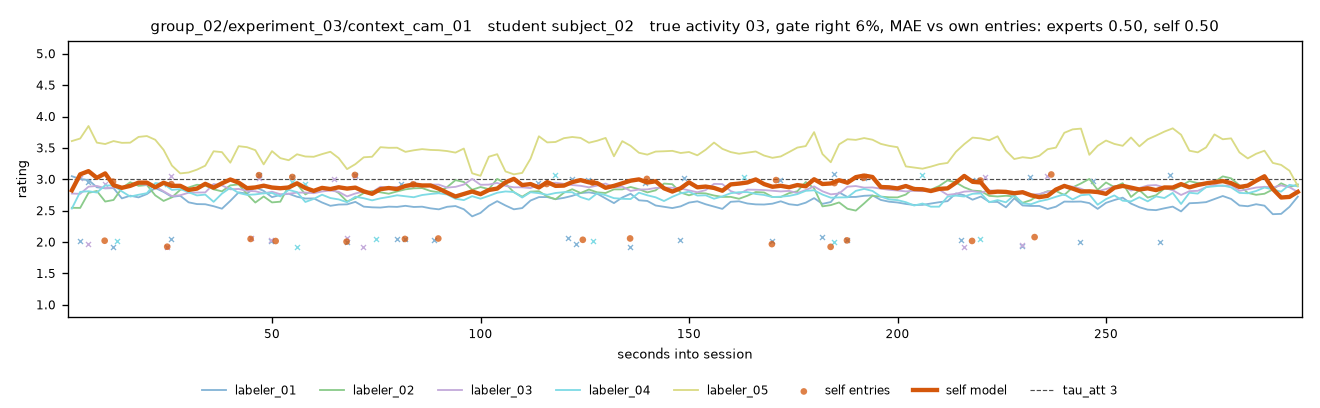 group_02/experiment_03/context_cam_01 student subject_02 true activity 03, gate right 6%, MAE vs own entries: experts 0.50, self 0.50
5.0
4.5
4.0
3.5
3.0
2.5
2.0
1.5
1.0
rating
50 100 150 200 250
seconds into session
labeler_01 labeler_02 labeler_03 labeler_04 labeler_05 self entries self model tau_att 3